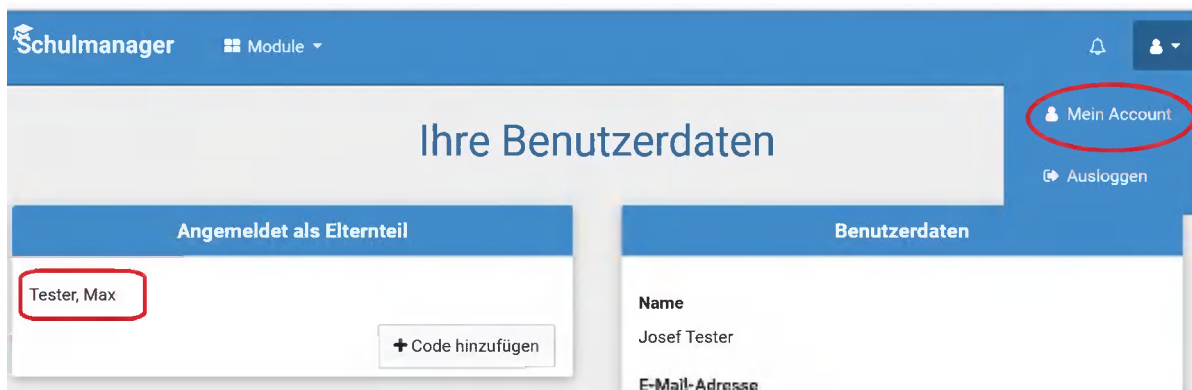 Schulmanager
Module
Mein Account
Ihre Benutzerdaten
Ausloggen
Angemeldet als Elternteil
Tester, Max
+ Code hinzufügen
Benutzerdaten
Name
Josef Tester
E-Mail-Adresse